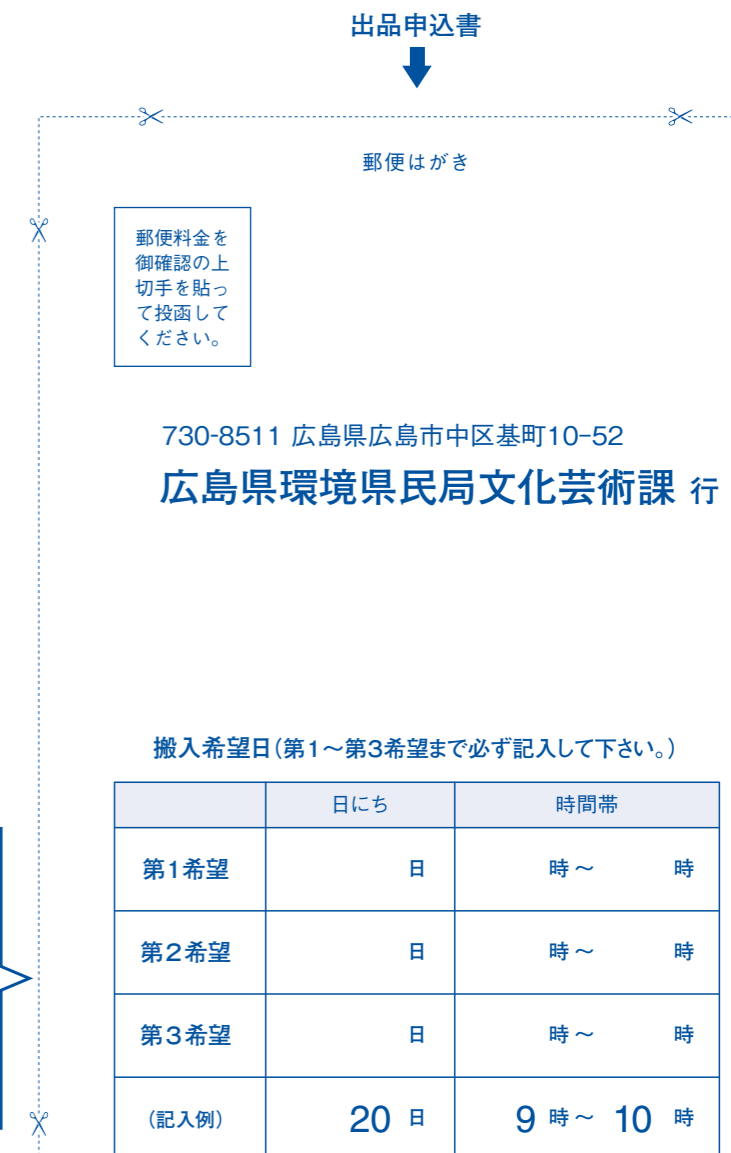 出品申込書
郵便はがき
郵便料金を
御確認の上
切手を貼っ
て投函して
ください。
730-8511 広島県広島市中区基町10-52
広島県環境県民局文化芸術課 行
搬入希望日(第1～第3希望まで必ず記入して下さい。)
日にち 時間帯
第1希望 日 時～ 時
第2希望 日 時～ 時
第3希望 日 時～ 時
(記入例) 20 日 9 時～ 10 時